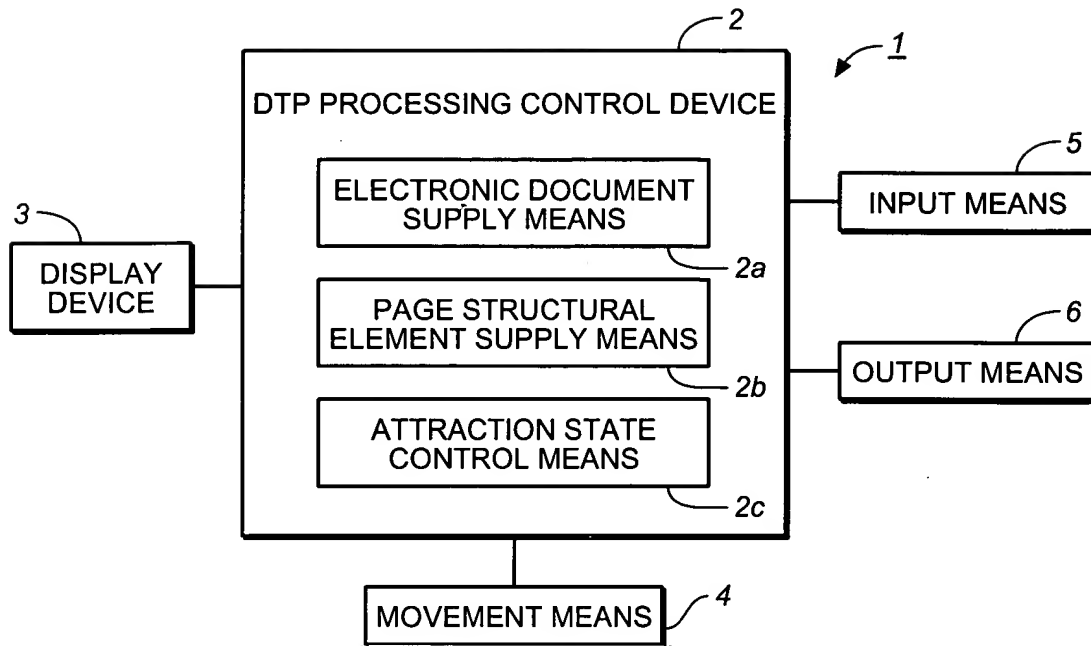 2
1
DTP PROCESSING CONTROL DEVICE
5
ELECTRONIC DOCUMENT
SUPPLY MEANS
INPUT MEANS
3
2a
DISPLAY
DEVICE
PAGE STRUCTURAL
ELEMENT SUPPLY MEANS
6
2b
OUTPUT MEANS
ATTRACTION STATE
CONTROL MEANS
2c
4
MOVEMENT MEANS